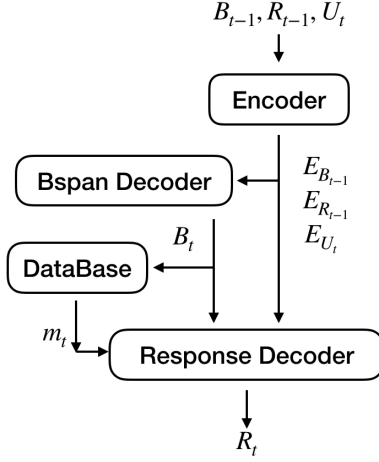 B_{t-1}, R_{t-1}, U_t
Encoder
E_{B_{t-1}}
E_{R_{t-1}}
E_{U_t}
Bspan Decoder
B_t
DataBase
m_t
Response Decoder
R_t